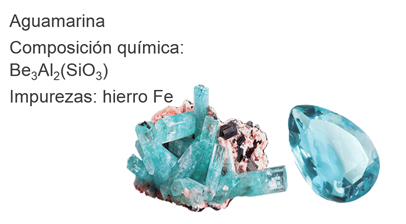 Aguamarina
Composición química:
Be₃Al₂(SiO₃)
Impurezas: hierro Fe